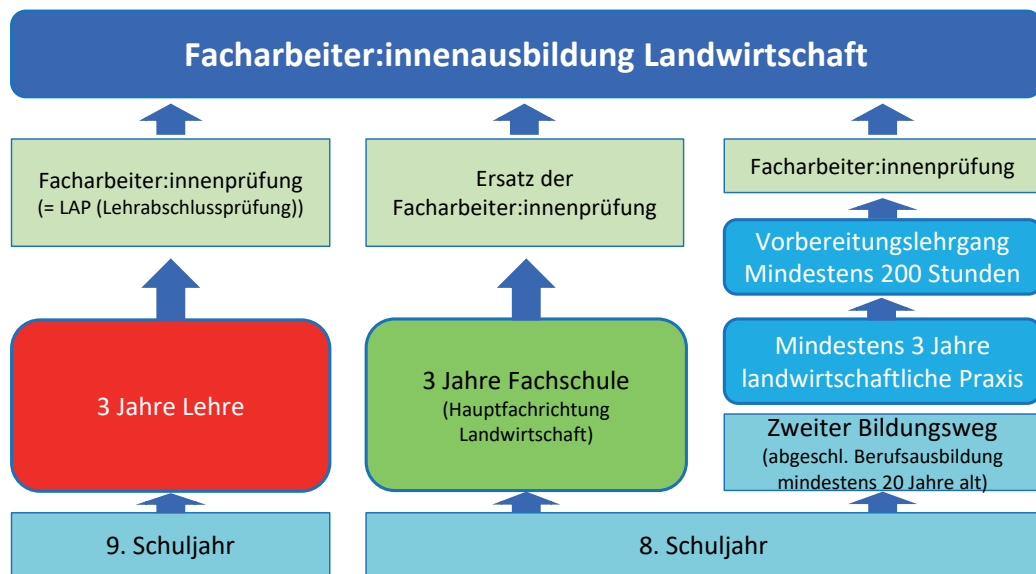 Facharbeiter:innenausbildung Landwirtschaft
Facharbeiter:innenprüfung
(= LAP (Lehrabschlussprüfung))
Ersatz der
Facharbeiter:innenprüfung
Facharbeiter:innenprüfung
Vorbereitungslehrgang
Mindestens 200 Stunden
3 Jahre Lehre
3 Jahre Fachschule
(Hauptfachrichtung
Landwirtschaft)
Mindestens 3 Jahre
landwirtschaftliche Praxis
Zweiter Bildungsweg
(abgeschl. Berufsausbildung
mindestens 20 Jahre alt)
9. Schuljahr
8. Schuljahr